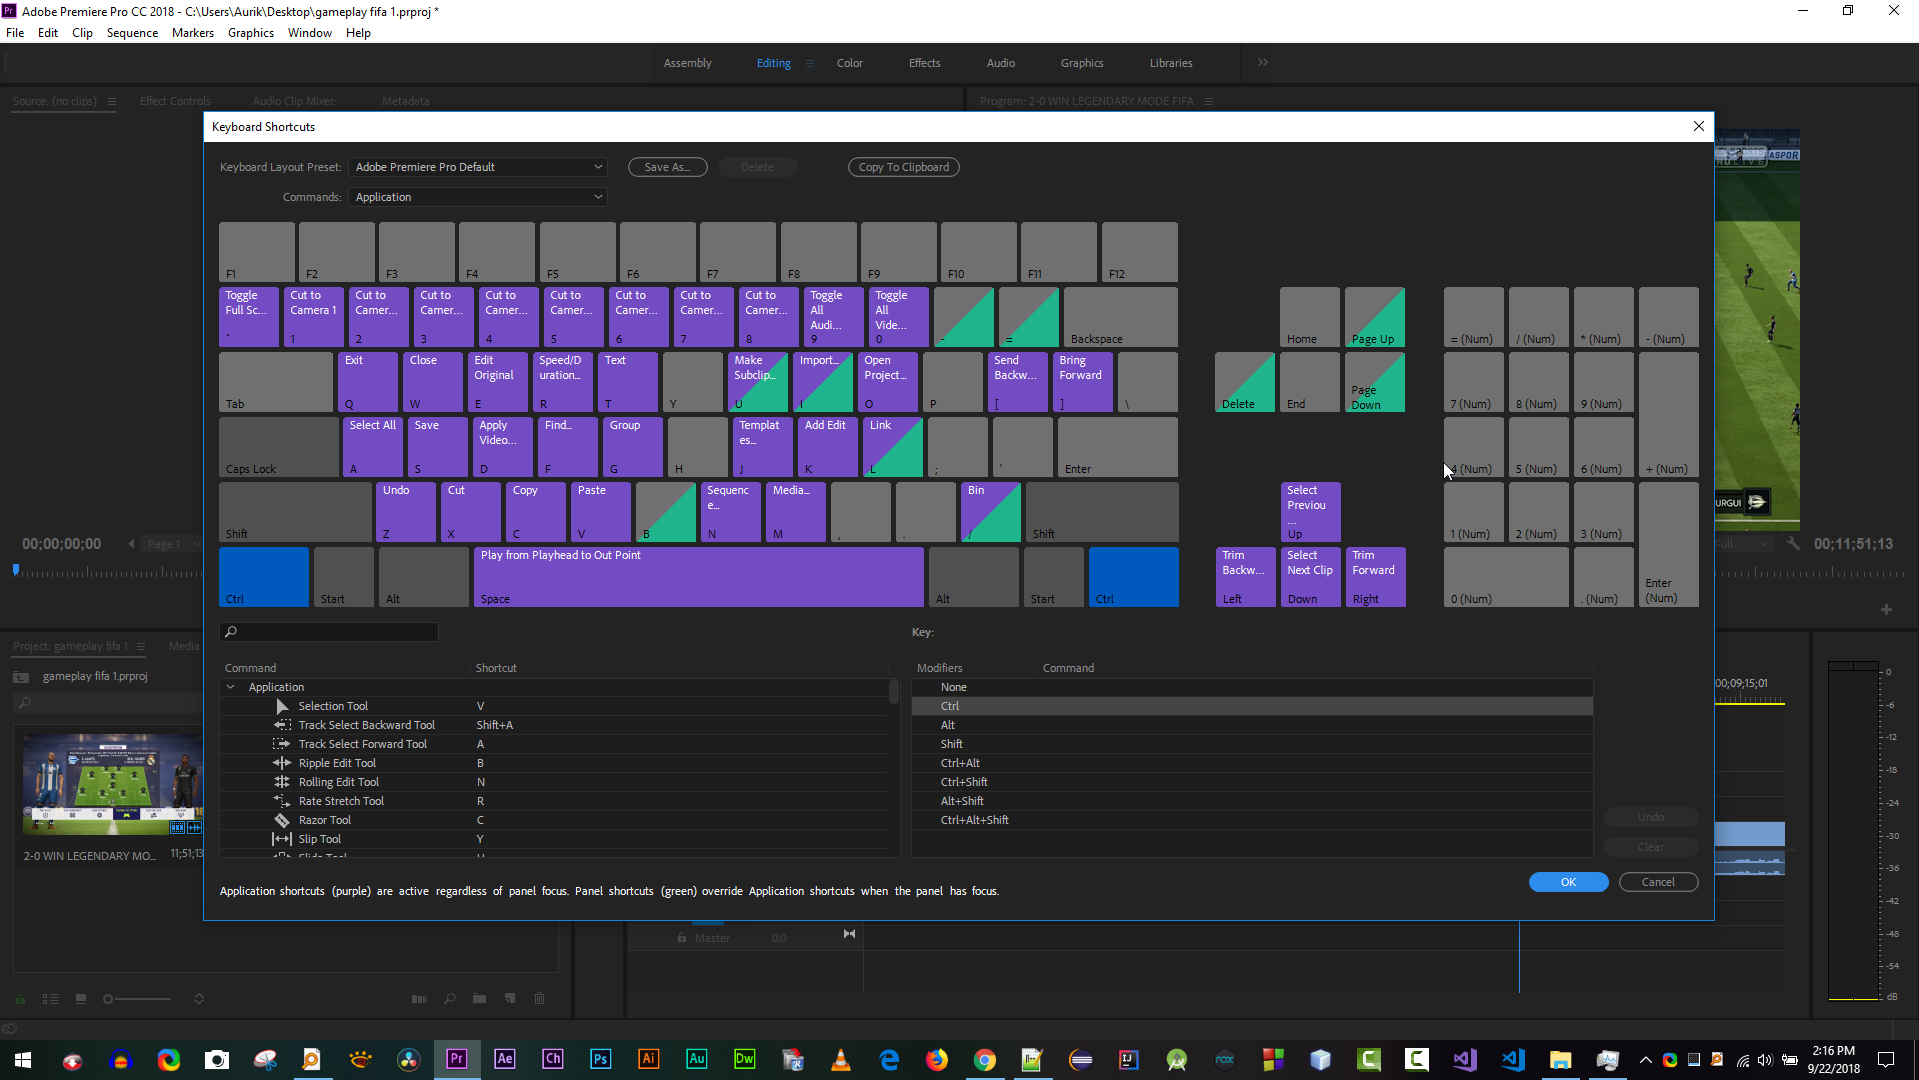 Adobe Premiere Pro CC 2018 - C:\Users\Aurik\Desktop\gameplay fifa 1.prproj *
File Edit Clip Sequence Markers Graphics Window Help
Assembly Editing Color Effects Audio Graphics Libraries
Source: (no clips) Effect Controls Audio Clip Mixer: Metadata Program: 2-0 WIN LEGENDARY MODE FIFA
Keyboard Shortcuts
Keyboard Layout Preset: Adobe Premiere Pro Default Save As... Delete Copy To Clipboard
Commands: Application
ASPOR
F1 F2 F3 F4 F5 F6 F7 F8 F9 F10 F11 F12
Toggle Full Sc... `
Cut to Camera 1 1
Cut to Camer... 2
Cut to Camer... 3
Cut to Camer... 4
Cut to Camer... 5
Cut to Camer... 6
Cut to Camer... 7
Cut to Camer... 8
Toggle All Audi... 9
Toggle All Vide... 0
-
=
Backspace
Home
Page Up
= (Num) / (Num) * (Num) - (Num)
Tab
Exit Q
Close W
Edit Original E
Speed/D uration... R
Text T
Y
Make Subclip... U
Import... I
Open Project... O
P
Send Backw... [
Bring Forward ]
\
Delete
End
Page Down
7 (Num) 8 (Num) 9 (Num)
Caps Lock
Select All A
Save S
Apply Video... D
Find... F
Group G
H
Templat es... J
Add Edit K
Link L
;
'
Enter
4 (Num) 5 (Num) 6 (Num) + (Num)
Shift
Undo Z
Cut X
Copy C
Paste V
B
Sequenc e... N
Media... M
,
.
Bin /
Shift
Select Previou ... Up
1 (Num) 2 (Num) 3 (Num)
URGUI
Ctrl
Start
Alt
Play from Playhead to Out Point Space
Alt
Start
Ctrl
Trim Backw... Left
Select Next Clip Down
Trim Forward Right
0 (Num) . (Num)
Enter (Num)
00;00;00;00 Page 1
Full 00;11;51;13
Key:
Command Shortcut
Modifiers Command
Application
Selection Tool V
Track Select Backward Tool Shift+A
Track Select Forward Tool A
Ripple Edit Tool B
Rolling Edit Tool N
Rate Stretch Tool R
Razor Tool C
Slip Tool Y
Slide Tool U
None
Ctrl
Alt
Shift
Ctrl+Alt
Ctrl+Shift
Alt+Shift
Ctrl+Alt+Shift
Undo
Clear
Application shortcuts (purple) are active regardless of panel focus. Panel shortcuts (green) override Application shortcuts when the panel has focus.
OK Cancel
Project: gameplay fifa 1 Media
gameplay fifa 1.prproj
2-0 WIN LEGENDARY MO... 11;51;13
00;09;15;01
Master 0.0
0
-6
-12
-18
-24
-30
-36
-42
-48
-54
dB
Pr Ae Ch Ps Ai Au Dw
2:16 PM
9/22/2018